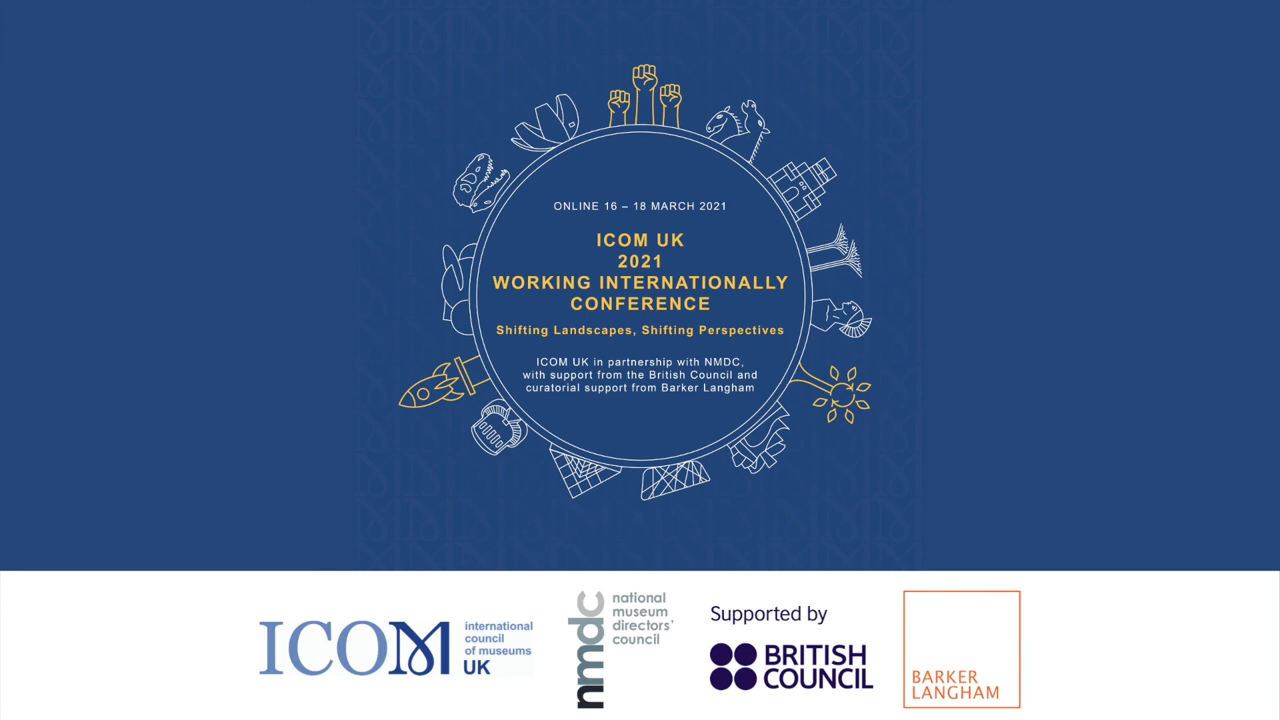 ONLINE 16 – 18 MARCH 2021
ICOM UK
2021
WORKING INTERNATIONALLY
CONFERENCE
Shifting Landscapes, Shifting Perspectives
ICOM UK in partnership with NMDC,
with support from the British Council and
curatorial support from Barker Langham
ICOM
international
council
of museums
UK
nmdc
national
museum
directors'
council
Supported by
BRITISH
COUNCIL
BARKER
LANGHAM